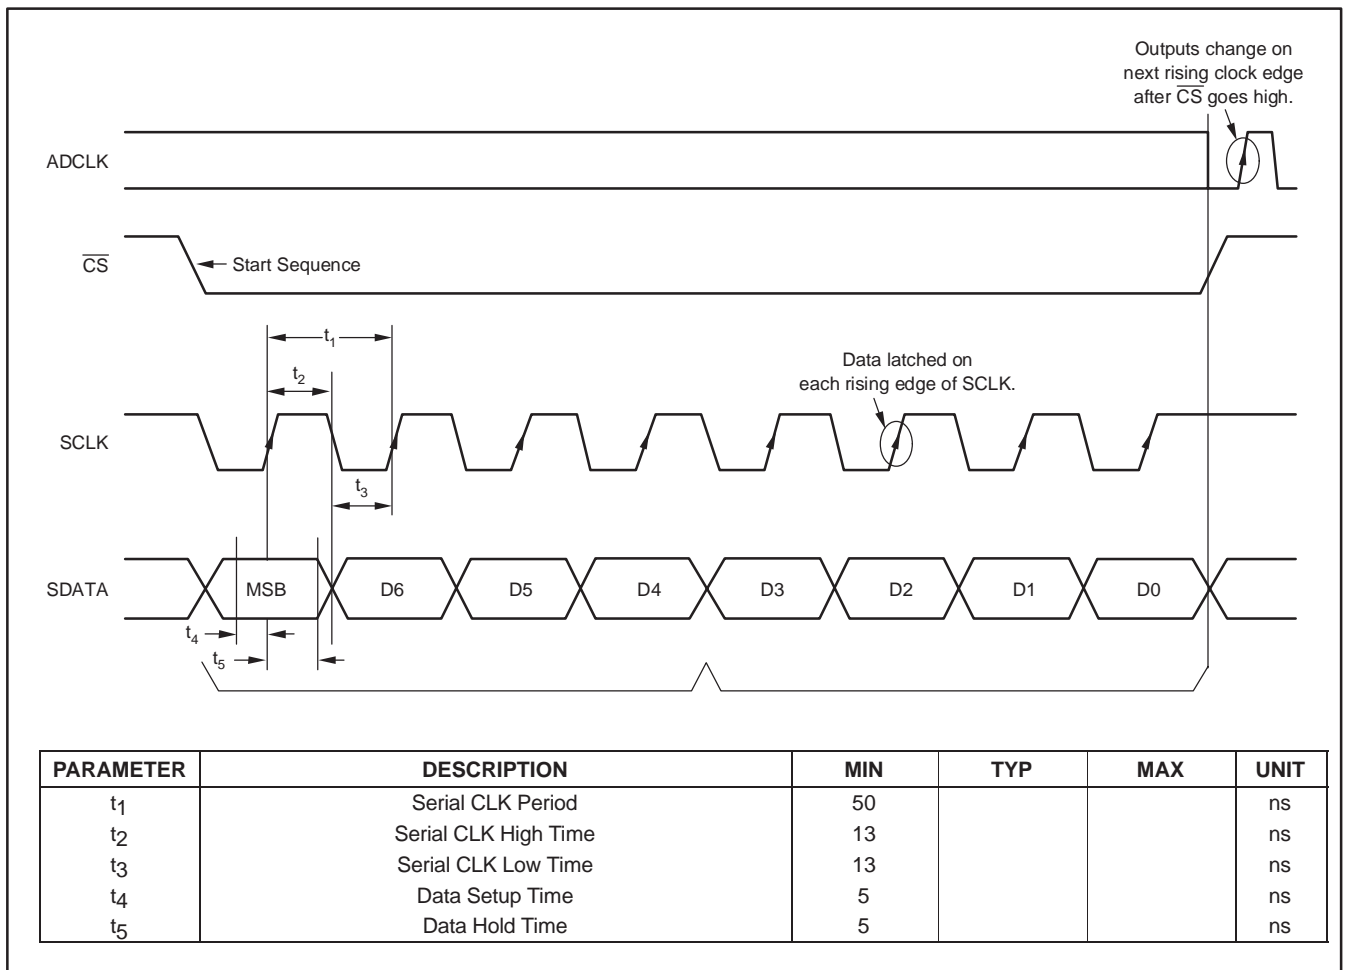 Outputs change on
next rising clock edge
after C̅S̅ goes high.
ADCLK
C̅S̅
Start Sequence
t₁
t₂
Data latched on
each rising edge of SCLK.
SCLK
t₃
SDATA
MSB D6 D5 D4 D3 D2 D1 D0
t₄
t₅
PARAMETER DESCRIPTION MIN TYP MAX UNIT
t₁ Serial CLK Period 50 ns
t₂ Serial CLK High Time 13 ns
t₃ Serial CLK Low Time 13 ns
t₄ Data Setup Time 5 ns
t₅ Data Hold Time 5 ns